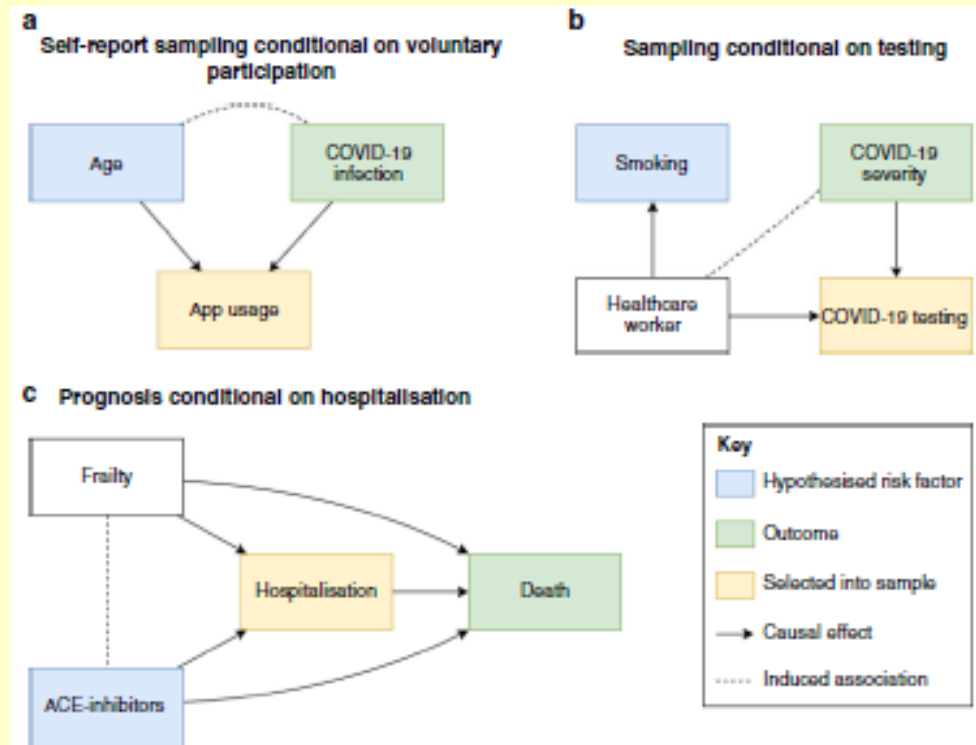 a
Self-report sampling conditional on voluntary
participation
Age
COVID-19
infection
App usage
b
Sampling conditional on testing
Smoking
COVID-19
severity
Healthcare
worker
COVID-19 testing
c Prognosis conditional on hospitalisation
Frailty
Hospitalisation
Death
ACE-inhibitors
Key
Hypothesised risk factor
Outcome
Selected into sample
Causal effect
Induced association